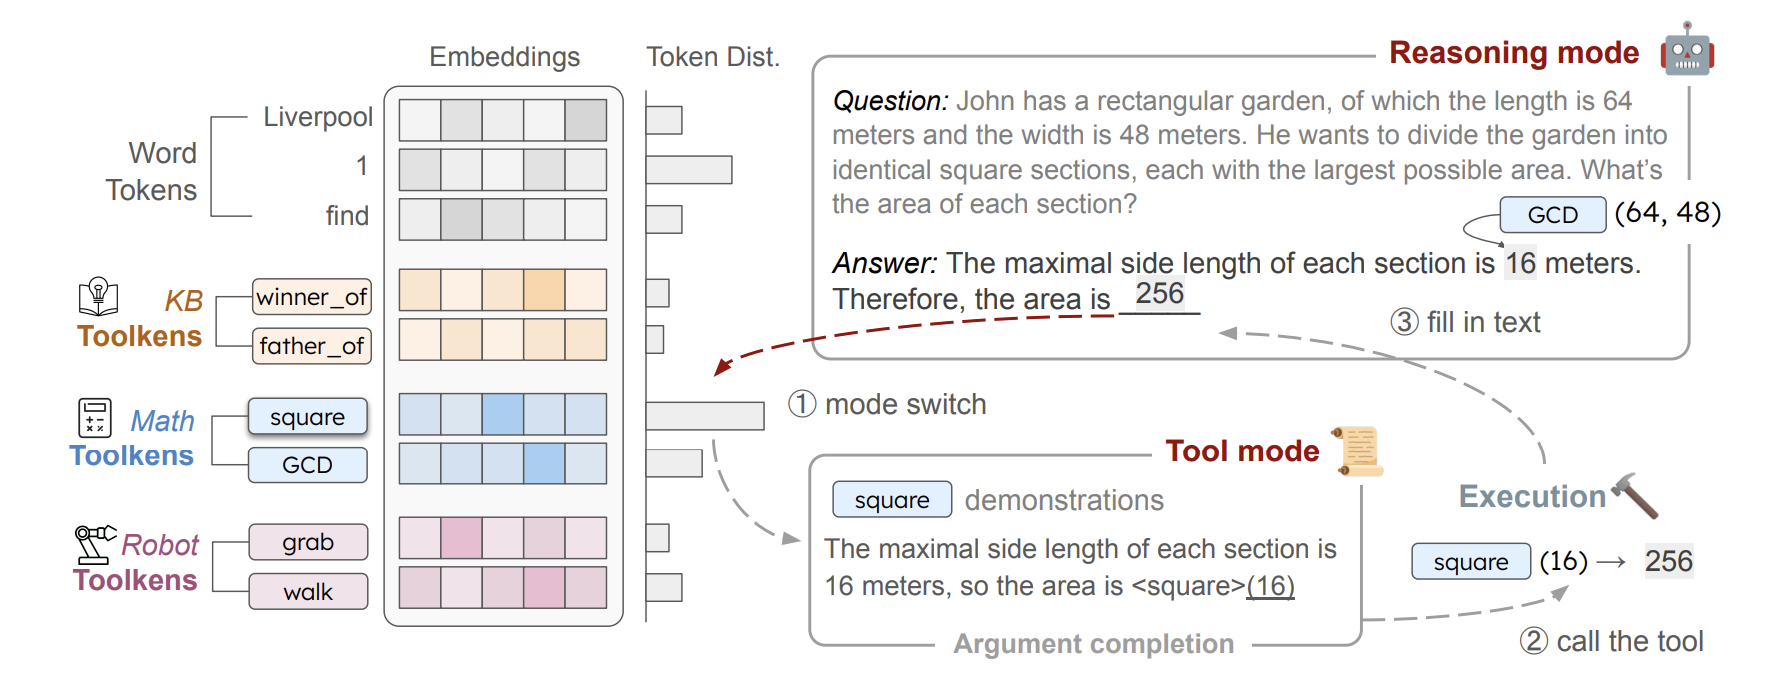 Embeddings
Token Dist.
Word
Tokens
Liverpool
1
find
KB
Toolkens
winner_of
father_of
Math
Toolkens
square
GCD
Robot
Toolkens
grab
walk
Reasoning mode
Question: John has a rectangular garden, of which the length is 64
meters and the width is 48 meters. He wants to divide the garden into
identical square sections, each with the largest possible area. What's
the area of each section?
GCD (64, 48)
Answer: The maximal side length of each section is 16 meters.
Therefore, the area is 256
③ fill in text
① mode switch
Tool mode
square demonstrations
The maximal side length of each section is
16 meters, so the area is <square>(16)
Argument completion
Execution
square (16) → 256
② call the tool